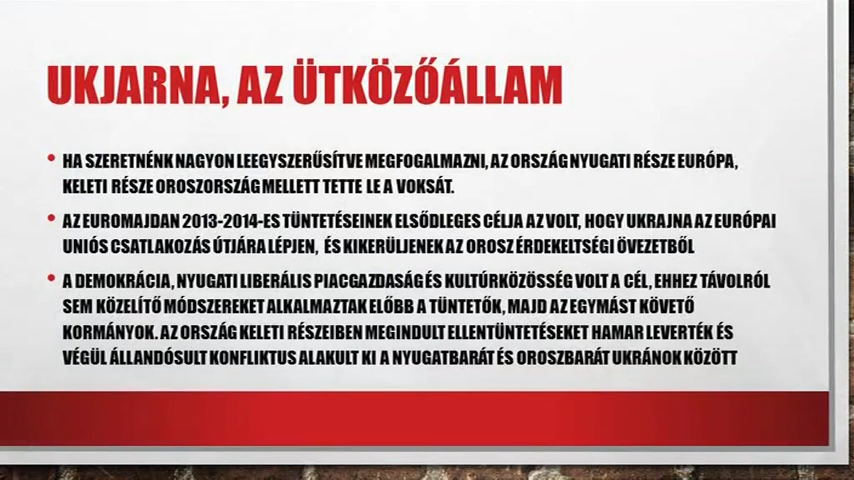 UKJARNA, AZ ÜTKÖZŐÁLLAM
• HA SZERETNÉNK NAGYON LEEGYSZERŰSÍTVE MEGFOGALMAZNI, AZ ORSZÁG NYUGATI RÉSZE EURÓPA,
KELETI RÉSZE OROSZORSZÁG MELLETT TETTE LE A VOKSÁT.
• AZ EUROMAJDAN 2013-2014-ES TÜNTETÉSEINEK ELSŐDLEGES CÉLJA AZ VOLT, HOGY UKRAJNA AZ EURÓPAI
UNIÓS CSATLAKOZÁS ÚTJÁRA LÉPJEN, ÉS KIKERÜLJENEK AZ OROSZ ÉRDEKELTSÉGI ÖVEZETBŐL
• A DEMOKRÁCIA, NYUGATI LIBERÁLIS PIACGAZDASÁG ÉS KULTÚRKÖZÖSSÉG VOLT A CÉL, EHHEZ TÁVOLRÓL
SEM KÖZELÍTŐ MÓDSZEREKET ALKALMAZTAK ELŐBB A TÜNTETŐK, MAJD AZ EGYMÁST KÖVETŐ
KORMÁNYOK. AZ ORSZÁG KELETI RÉSZEIBEN MEGINDULT ELLENTÜNTETÉSEKET HAMAR LEVERTÉK ÉS
VÉGÜL ÁLLANDÓSULT KONFLIKTUS ALAKULT KI A NYUGATBARÁT ÉS OROSZBARÁT UKRÁNOK KÖZÖTT